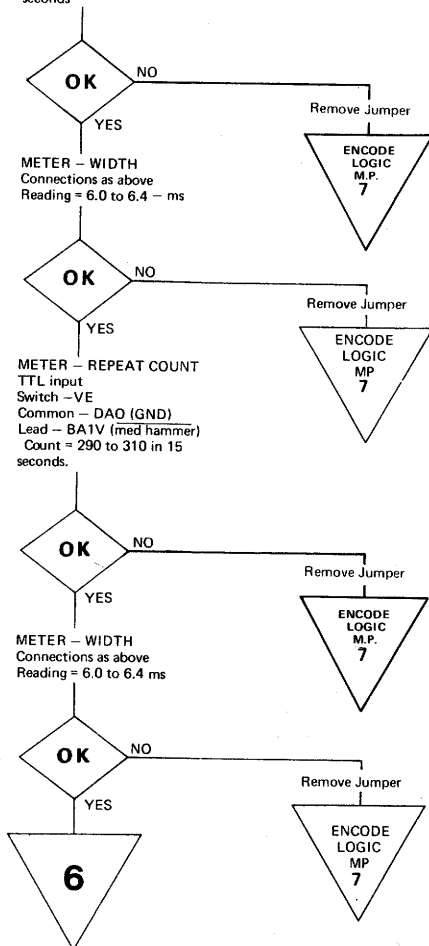 seconds
OK
NO
Remove Jumper
YES
ENCODE
LOGIC
M.P.
7
METER – WIDTH
Connections as above
Reading = 6.0 to 6.4 – ms
OK
NO
Remove Jumper
YES
ENCODE
LOGIC
MP
7
METER – REPEAT COUNT
TTL input
Switch –VE
Common – DAO (GND)
Lead – BA1V (med hammer)
Count = 290 to 310 in 15
seconds.
OK
NO
Remove Jumper
YES
ENCODE
LOGIC
M.P.
7
METER – WIDTH
Connections as above
Reading = 6.0 to 6.4 ms
OK
NO
Remove Jumper
YES
ENCODE
LOGIC
MP
7
6